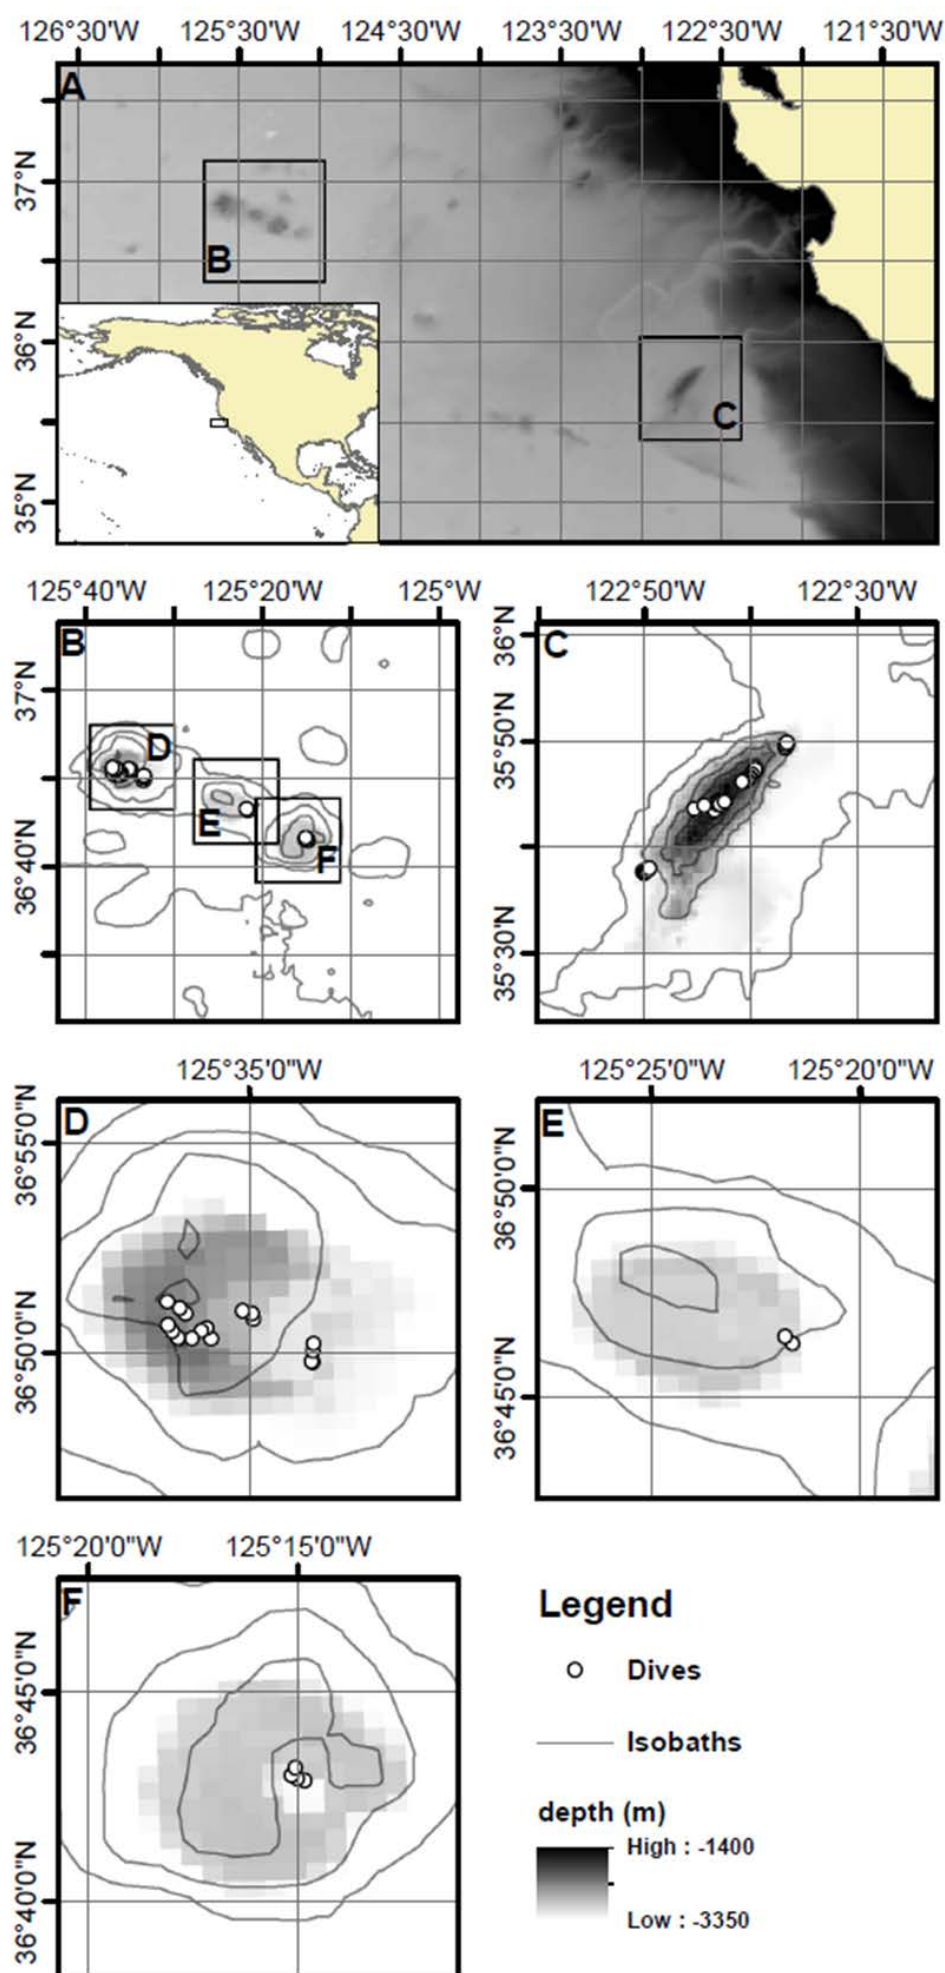 126°30'W 125°30'W 124°30'W 123°30'W 122°30'W 121°30'W
A
37°N
B
36°N
C
35°N
125°40'W 125°20'W 125°W
B
37°N
D
E
F
36°40'N
122°50'W 122°30'W
C
36°N
35°50'N
35°30'N
125°35'0"W
D
36°55'0"N
36°50'0"N
125°25'0"W 125°20'0"W
E
36°50'0"N
36°45'0"N
125°20'0"W 125°15'0"W
F
36°45'0"N
36°40'0"N
Legend
Dives
Isobaths
depth (m)
High : -1400
Low : -3350